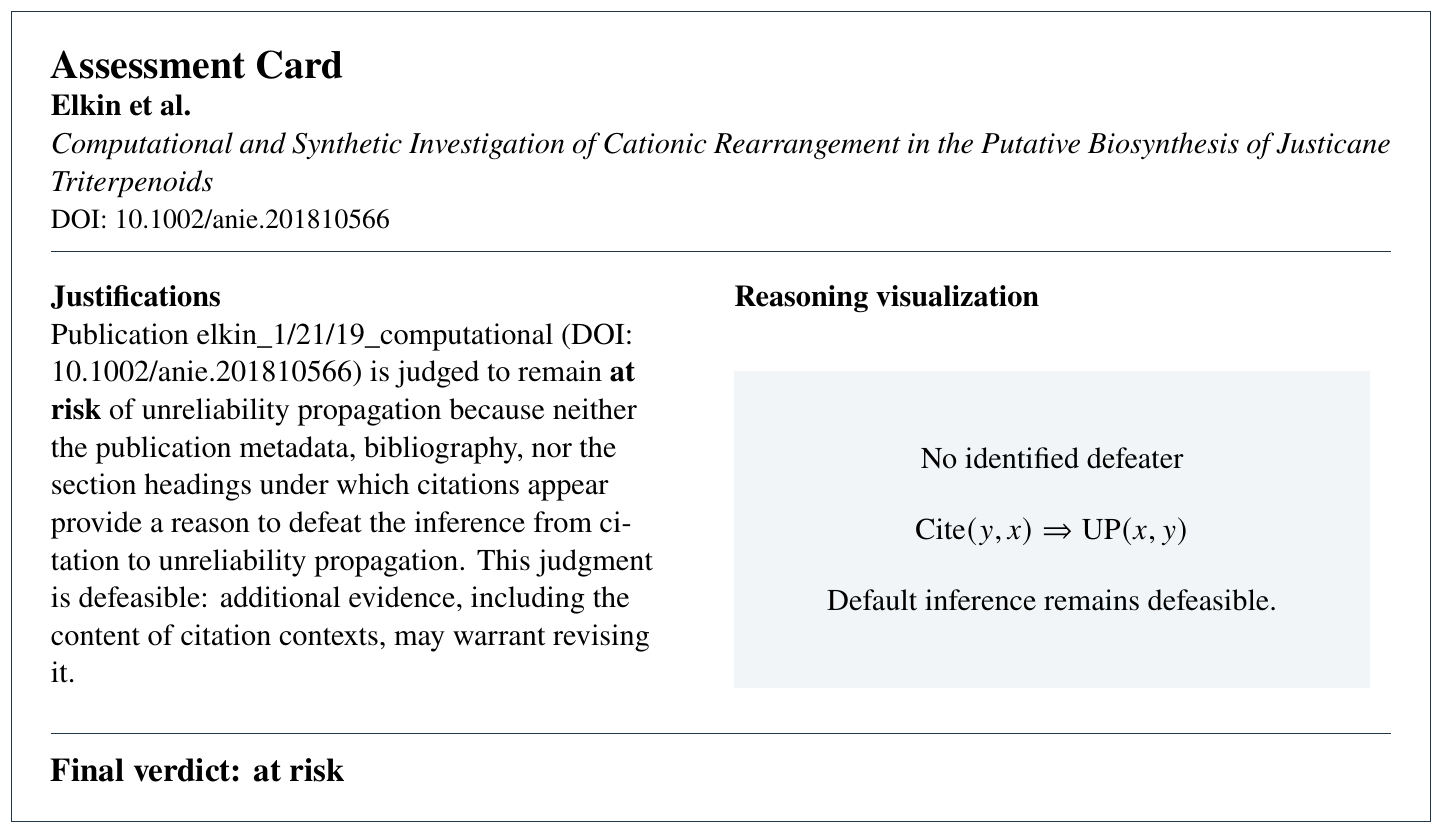 Assessment Card
Elkin et al.
Computational and Synthetic Investigation of Cationic Rearrangement in the Putative Biosynthesis of Justicane
Triterpenoids
DOI: 10.1002/anie.201810566
Justifications
Publication elkin_1/21/19_computational (DOI:
10.1002/anie.201810566) is judged to remain at
risk of unreliability propagation because neither
the publication metadata, bibliography, nor the
section headings under which citations appear
provide a reason to defeat the inference from ci-
tation to unreliability propagation. This judgment
is defeasible: additional evidence, including the
content of citation contexts, may warrant revising
it.
Reasoning visualization
No identified defeater
Cite(y, x) ⟹ UP(x, y)
Default inference remains defeasible.
Final verdict: at risk